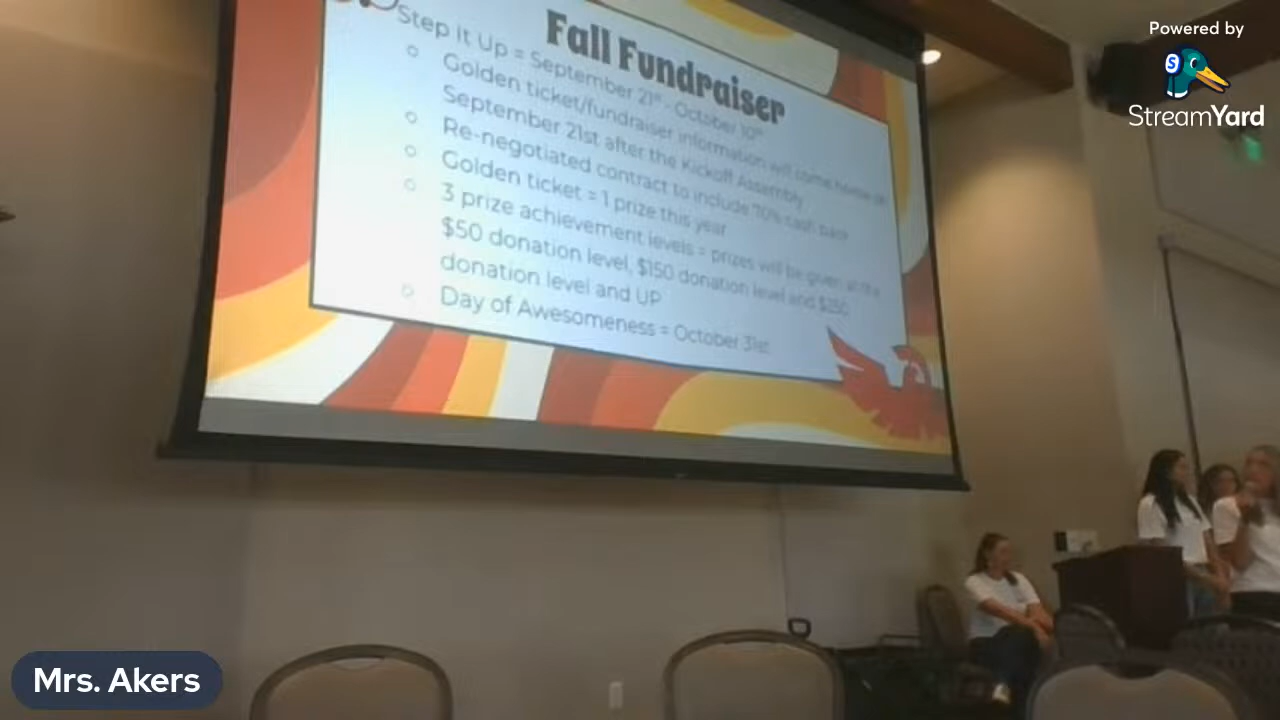 Powered by
StreamYard
Fall Fundraiser
Step It Up = September 21st - October 10th
Golden ticket/fundraiser information will come home on
September 21st after the Kickoff Assembly
Re-negotiated contract to include 70% cash back
Golden ticket = 1 prize this year
3 prize achievement levels = prizes will be given at the
$50 donation level, $150 donation level and $250
donation level and UP
Day of Awesomeness = October 31st
Mrs. Akers